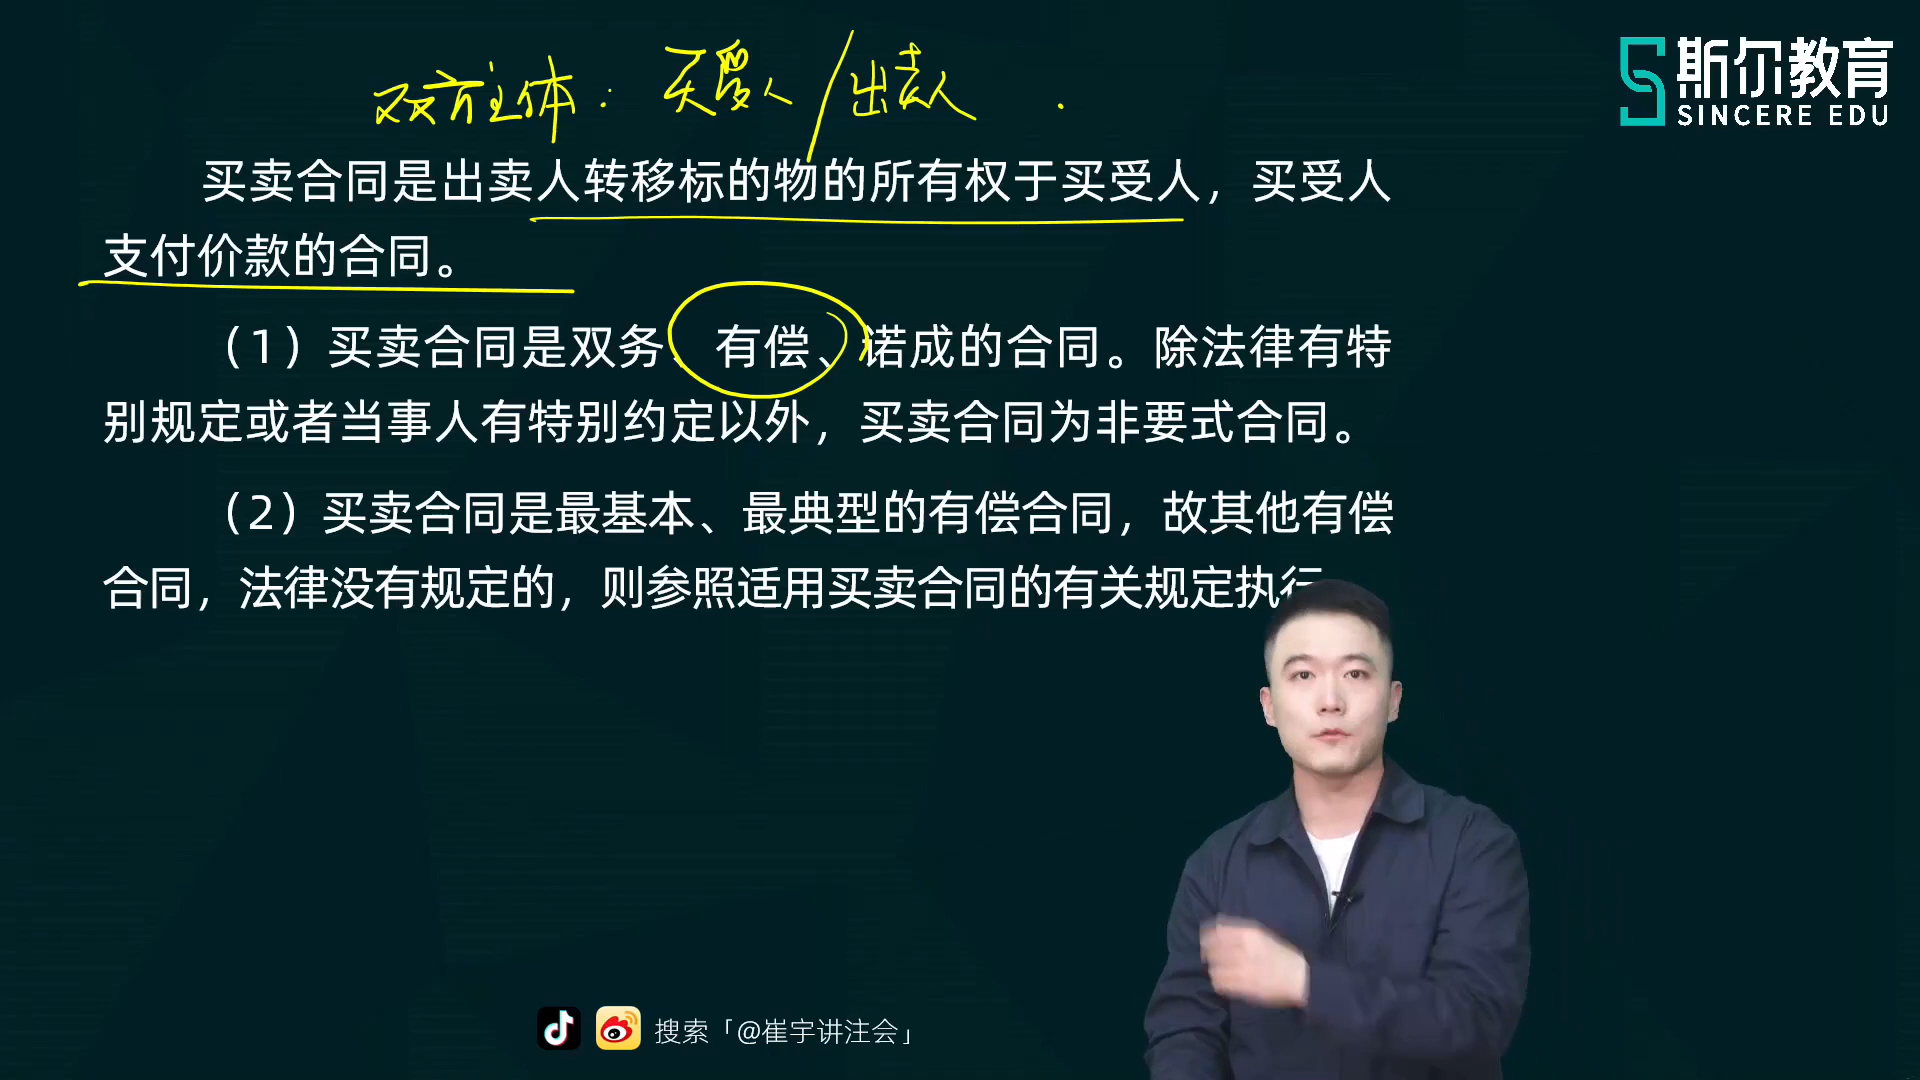 双方主体：买受人/出卖人
斯尔教育
SINCERE EDU
买卖合同是出卖人转移标的物的所有权于买受人，买受人
支付价款的合同。
（1）买卖合同是双务、有偿、诺成的合同。除法律有特
别规定或者当事人有特别约定以外，买卖合同为非要式合同。
（2）买卖合同是最基本、最典型的有偿合同，故其他有偿
合同，法律没有规定的，则参照适用买卖合同的有关规定执行
搜索「@崔宇讲注会」